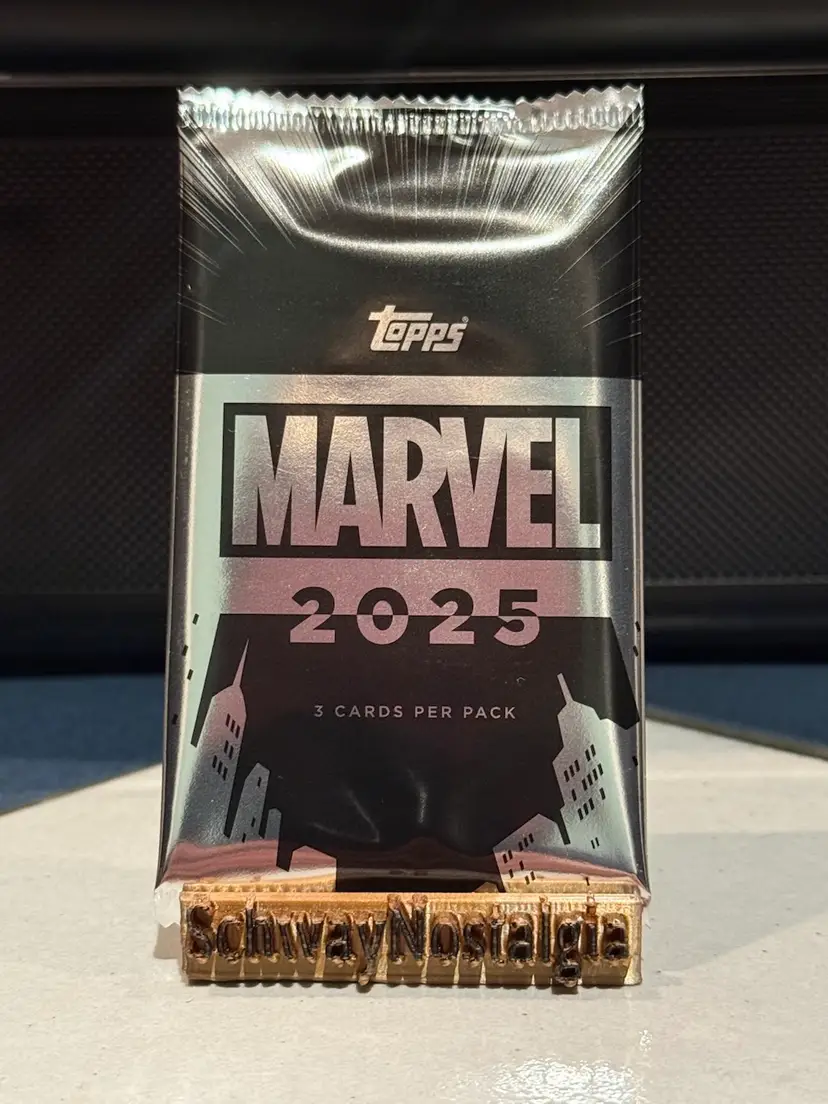 Topps®
MARVEL
2025
3 CARDS PER PACK
SchwayNostalgia